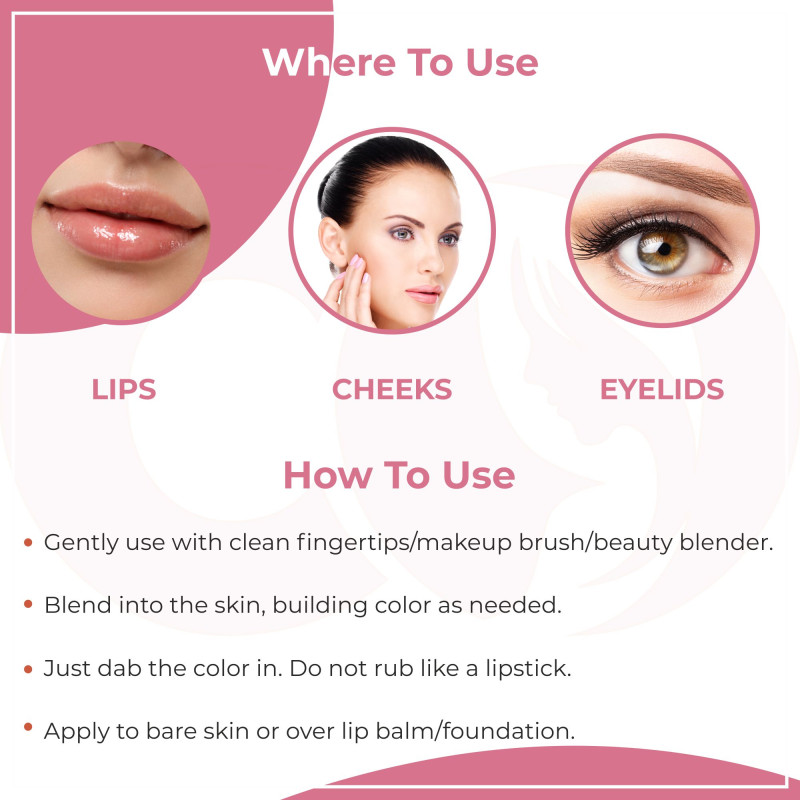 Where To Use
LIPS
CHEEKS
EYELIDS
How To Use
Gently use with clean fingertips/makeup brush/beauty blender.
Blend into the skin, building color as needed.
Just dab the color in. Do not rub like a lipstick.
Apply to bare skin or over lip balm/foundation.